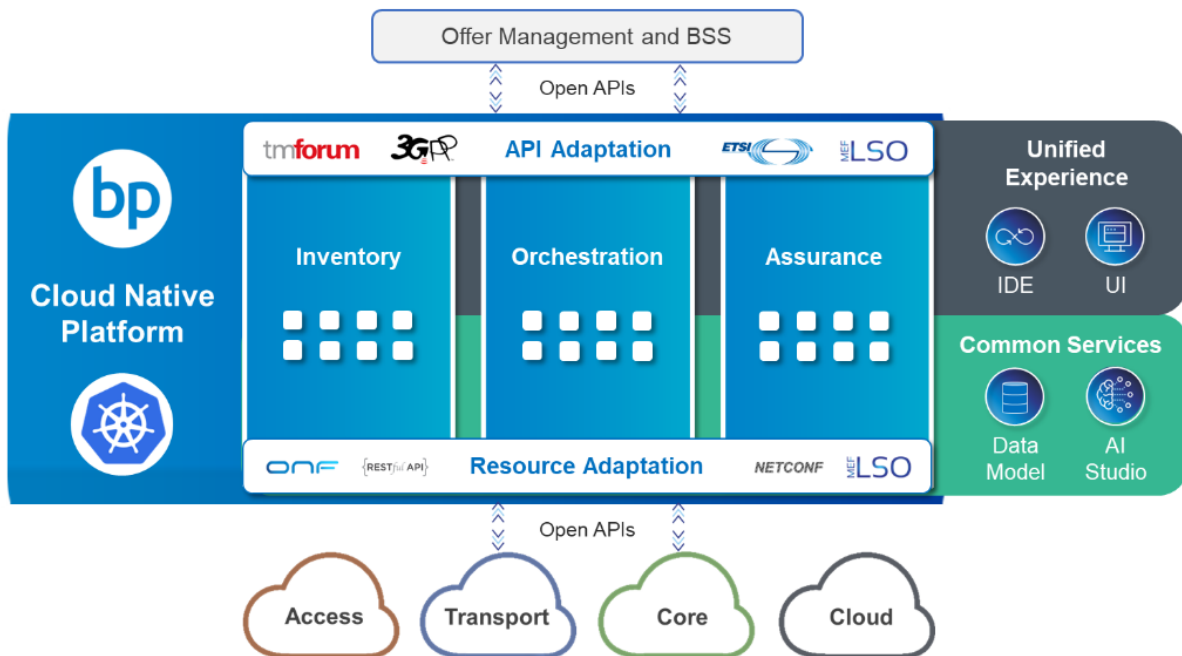 Offer Management and BSS
Open APIs
tmforum 3GPP API Adaptation ETSI MEF LSO
bp
Cloud Native
Platform
Inventory
Orchestration
Assurance
Unified
Experience
IDE
UI
Common Services
Data
Model
AI
Studio
ONF {RESTful API} Resource Adaptation NETCONF MEF LSO
Open APIs
Access
Transport
Core
Cloud